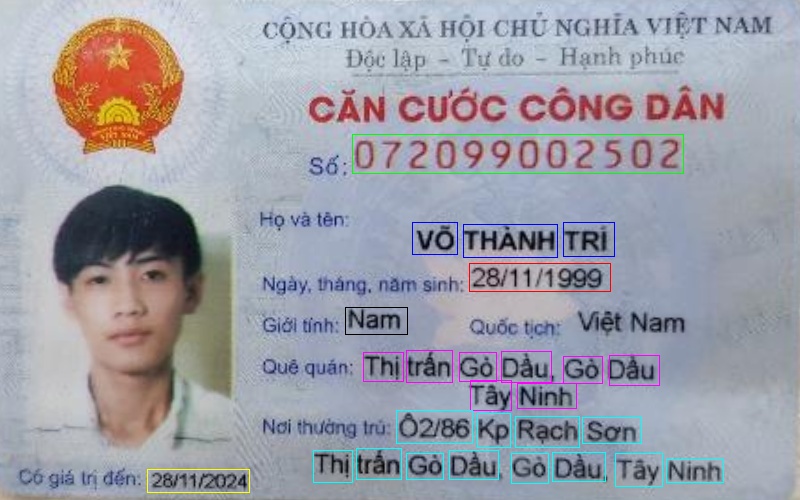 CỘNG HÒA XÃ HỘI CHỦ NGHĨA VIỆT NAM
Độc lập - Tự do - Hạnh phúc
CĂN CƯỚC CÔNG DÂN
Số: 072099002502
Họ và tên:
VÕ THÀNH TRÍ
Ngày, tháng, năm sinh: 28/11/1999
Giới tính: Nam Quốc tịch: Việt Nam
Quê quán: Thị trấn Gò Dầu, Gò Dầu
Tây Ninh
Nơi thường trú: Ô2/86 Kp Rạch Sơn
Thị trấn Gò Dầu, Gò Dầu, Tây Ninh
Có giá trị đến: 28/11/2024